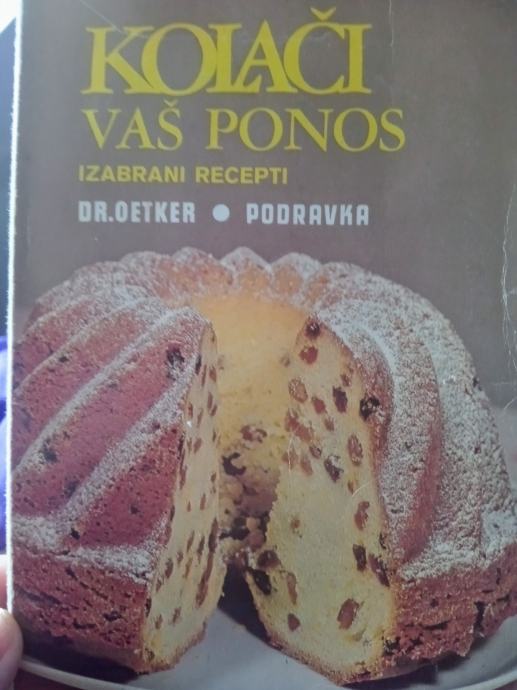 KOLAČI
VAŠ PONOS
IZABRANI RECEPTI
DR.OETKER • PODRAVKA